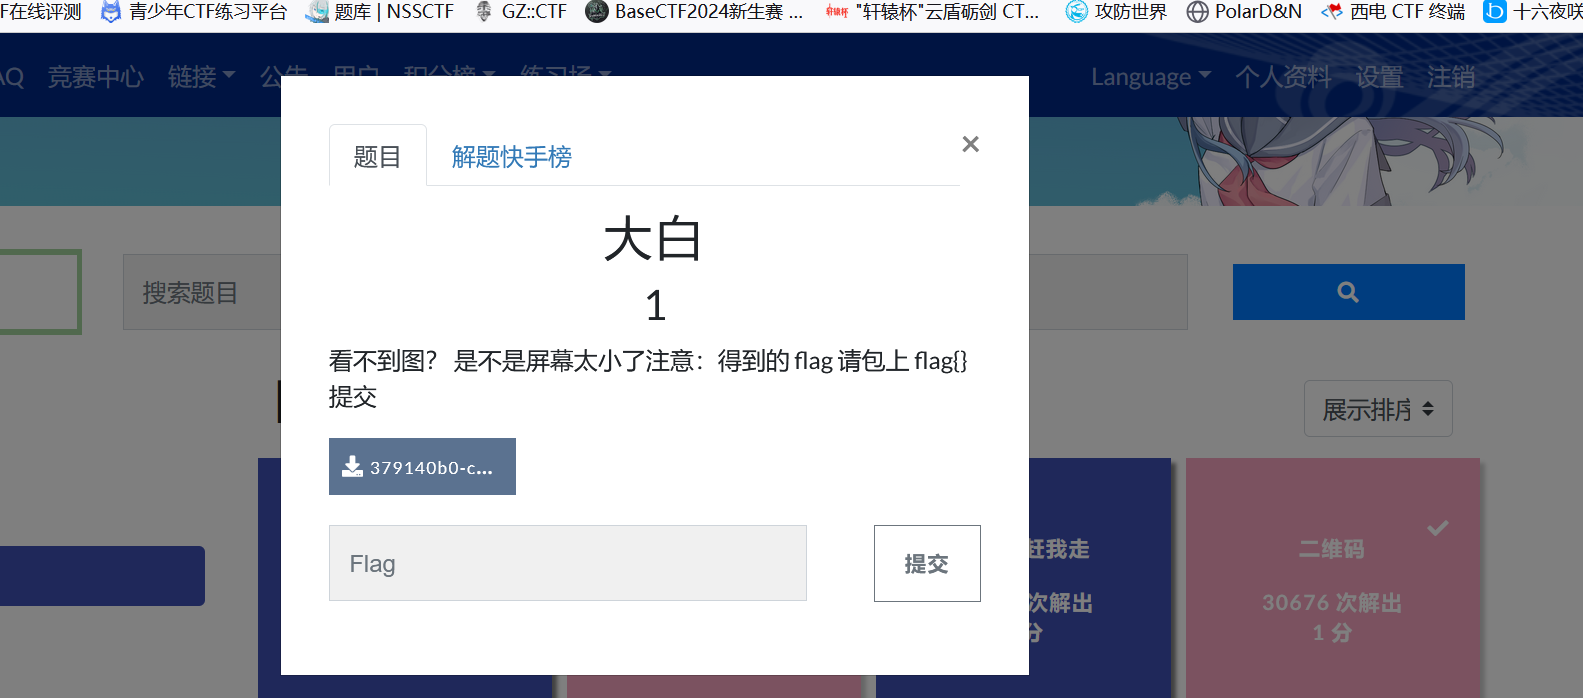 F在线评测 青少年CTF练习平台 题库 | NSSCTF GZ::CTF BaseCTF2024新生赛 ... "轩辕杯"云盾砺剑 CT... 攻防世界 PolarD&N 西电 CTF 终端 十六夜咲
AQ 竞赛中心 链接 公告 用户 积分榜 练习场 Language 个人资料 设置 注销
题目 解题快手榜 ×
大白
搜索题目
1
看不到图？ 是不是屏幕太小了注意：得到的 flag 请包上 flag{}
提交
展示排序
379140b0-c...
Flag 提交
赶我走 二维码
次解出 30676 次解出
分 1 分